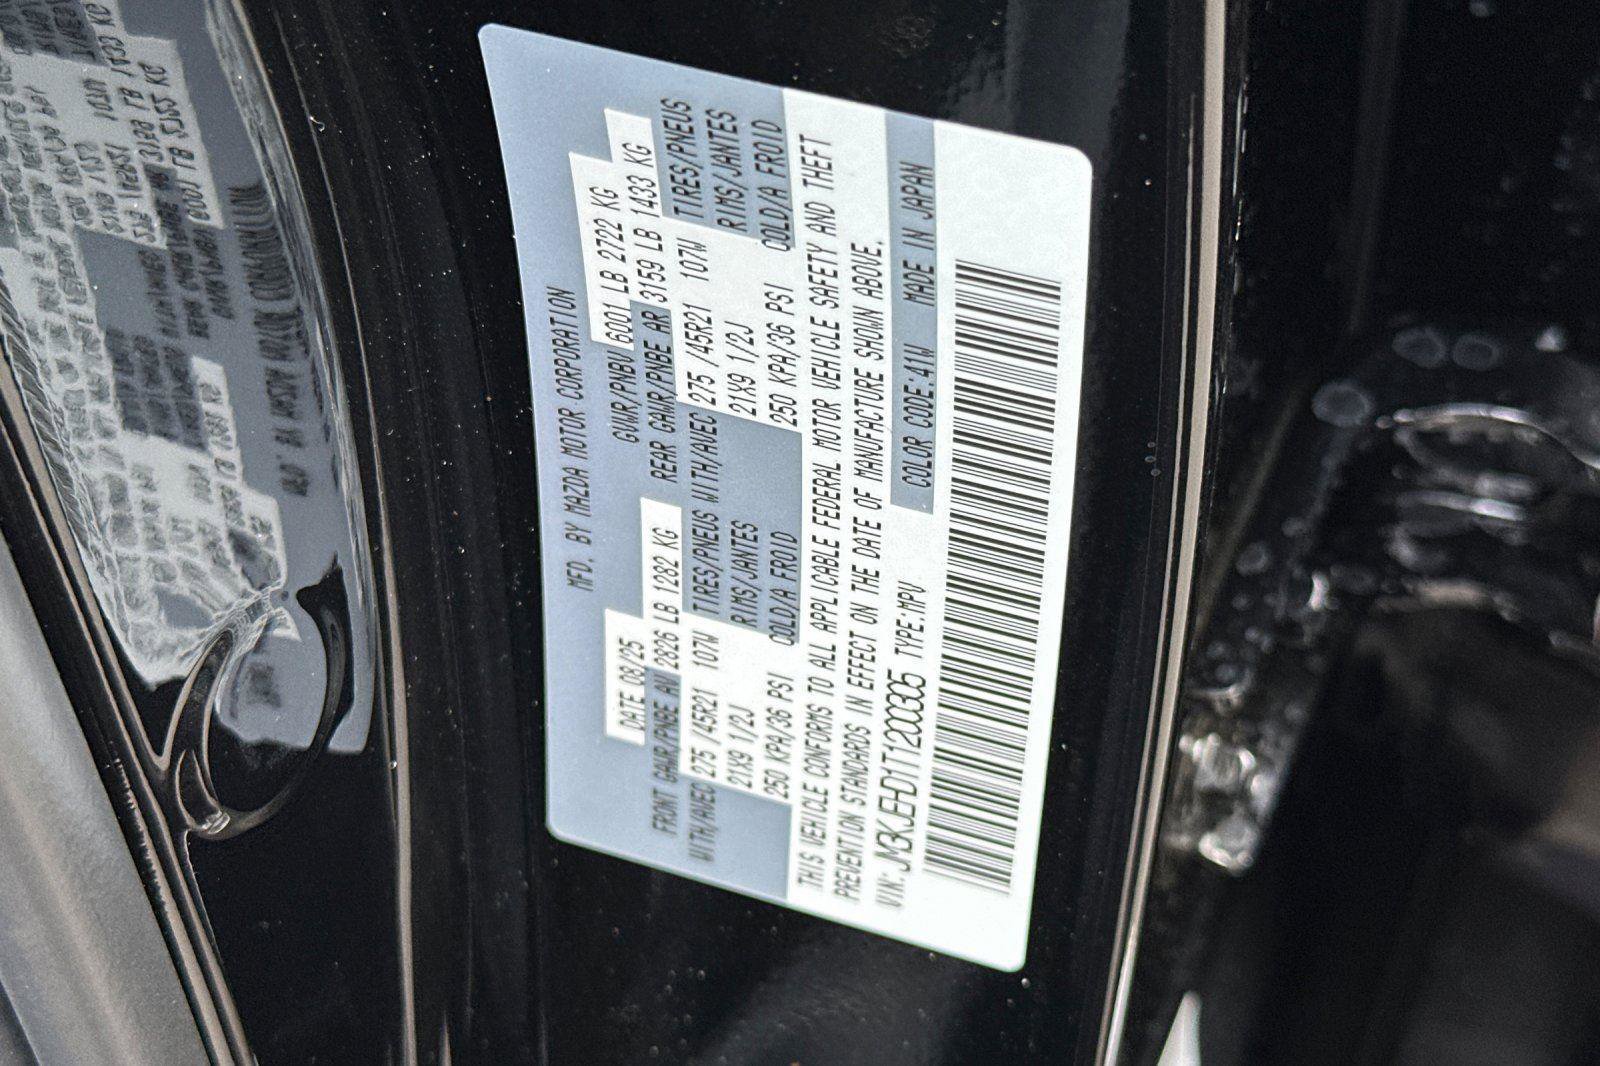 MFD. BY MAZDA MOTOR CORPORATION
DATE 08/25 GVWR/PNBV 6001 LB 2722 KG
FRONT GAWR/PNBE AV 2826 LB 1282 KG REAR GAWR/PNBE AR 3159 LB 1433 KG
WITH/AVEC 275 /45R21 107W TIRES/PNEUS WITH/AVEC 275 /45R21 107W TIRES/PNEUS
21X9 1/2J RIMS/JANTES 21X9 1/2J RIMS/JANTES
250 KPA/36 PSI COLD/A FROID 250 KPA/36 PSI COLD/A FROID
THIS VEHICLE CONFORMS TO ALL APPLICABLE FEDERAL MOTOR VEHICLE SAFETY AND THEFT
PREVENTION STANDARDS IN EFFECT ON THE DATE OF MANUFACTURE SHOWN ABOVE.
VIN: JM3KJEHD1T1200305 TYPE:MPV COLOR CODE:41W MADE IN JAPAN